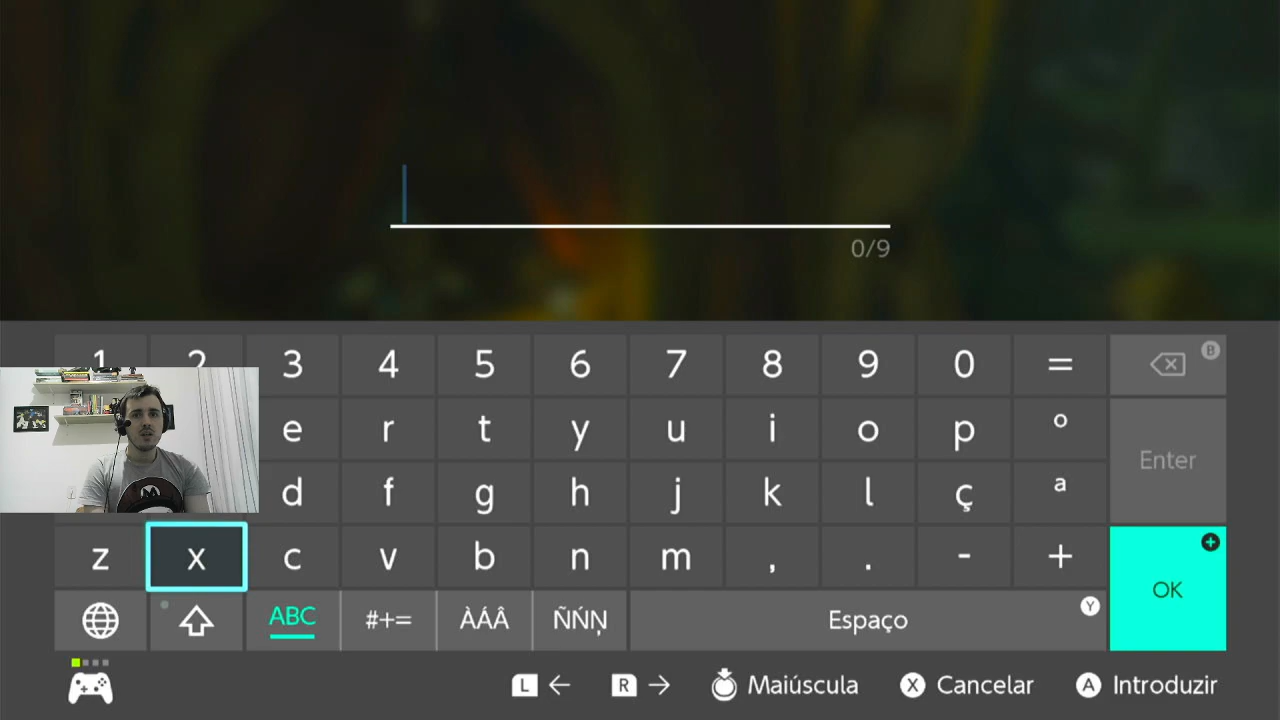 0/9
1 2 3 4 5 6 7 8 9 0 = B
e r t y u i o p º
Enter
d f g h j k l ç ª
z x c v b n m , . - + OK
ABC #+= ÀÁÂ ÑŃŅ Espaço Y
L ← R → Maiúscula X Cancelar A Introduzir